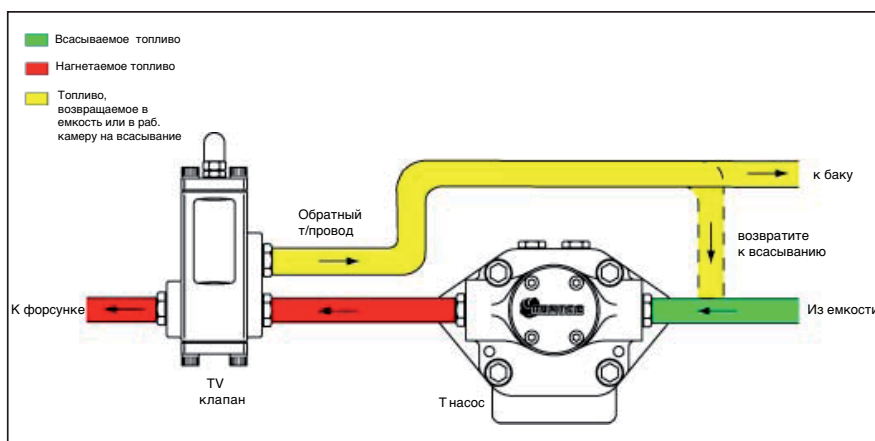 Всасываемое топливо
Нагнетаемое топливо
Топливо,
возвращаемое в
емкость или в раб.
камеру на всасывание
к баку
Обратный
т/провод
возвратите
к всасыванию
К форсунке
Из емкости
TV
клапан
Т насос